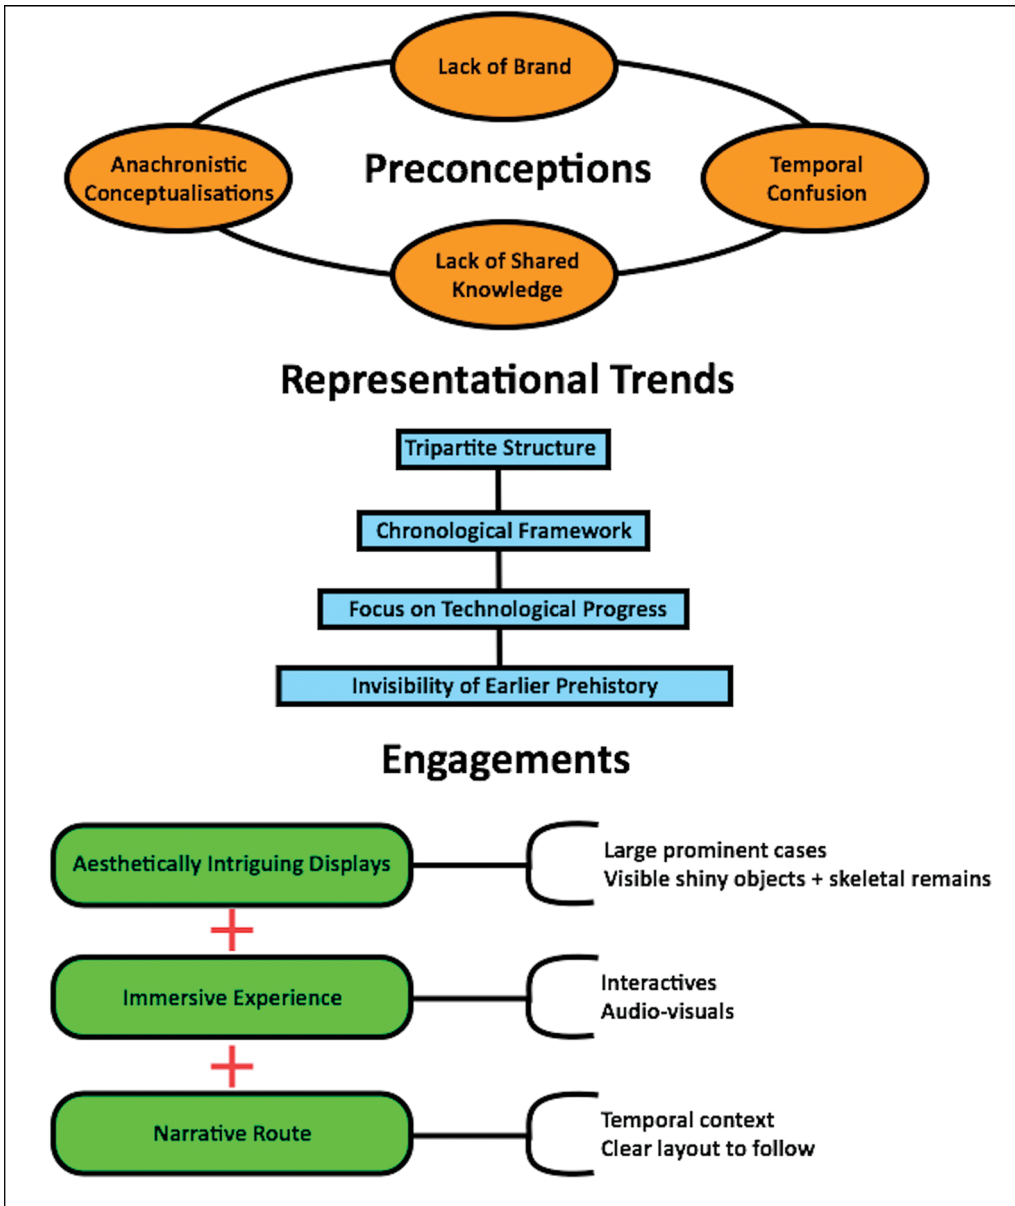 Lack of Brand
Anachronistic
Conceptualisations
Preconceptions
Temporal
Confusion
Lack of Shared
Knowledge
Representational Trends
Tripartite Structure
Chronological Framework
Focus on Technological Progress
Invisibility of Earlier Prehistory
Engagements
Aesthetically Intriguing Displays
Large prominent cases
Visible shiny objects + skeletal remains
+
Immersive Experience
Interactives
Audio-visuals
+
Narrative Route
Temporal context
Clear layout to follow